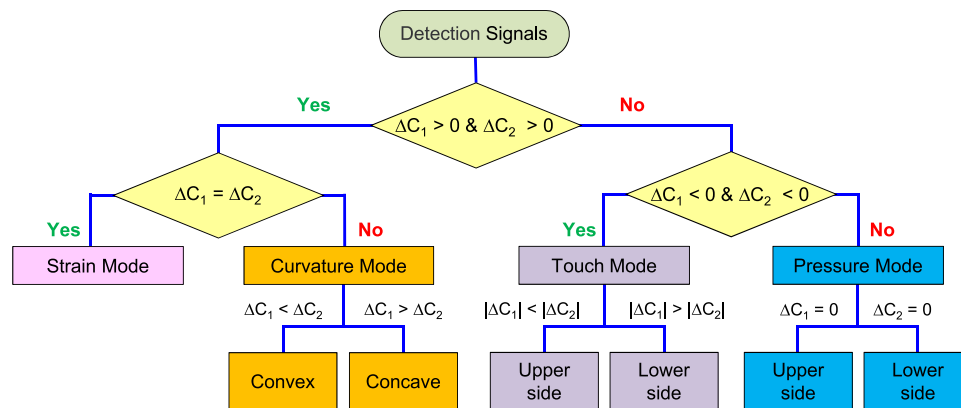 Detection Signals
Yes
No
ΔC₁ > 0 & ΔC₂ > 0
ΔC₁ = ΔC₂
ΔC₁ < 0 & ΔC₂ < 0
Yes
No
Yes
No
Strain Mode
Curvature Mode
Touch Mode
Pressure Mode
ΔC₁ < ΔC₂
ΔC₁ > ΔC₂
|ΔC₁| < |ΔC₂|
|ΔC₁| > |ΔC₂|
ΔC₁ = 0
ΔC₂ = 0
Convex
Concave
Upper
side
Lower
side
Upper
side
Lower
side